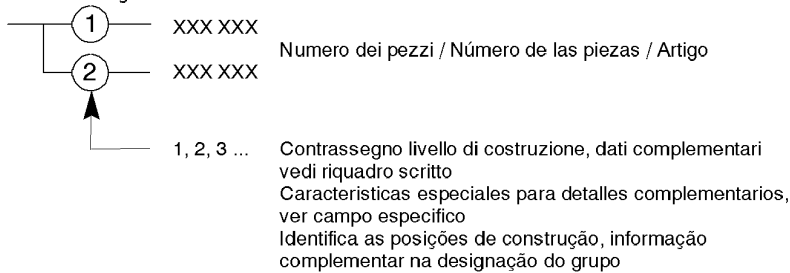 1 XXX XXX
Numero dei pezzi / Número de las piezas / Artigo
2 XXX XXX
1, 2, 3 ... Contrassegno livello di costruzione, dati complementari
vedi riquadro scritto
Caracteristicas especiales para detalles complementarios,
ver campo especifico
Identifica as posições de construção, informação
complementar na designação do grupo